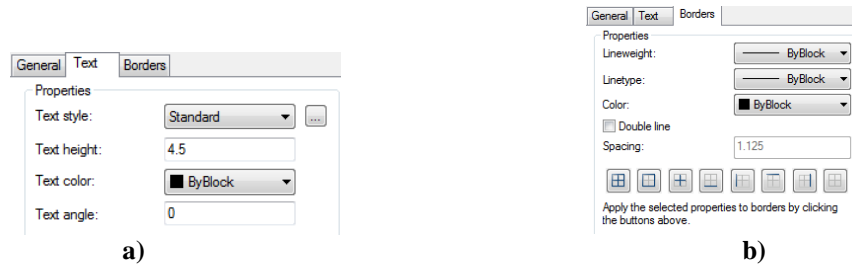 General Text Borders
Properties
Text style: Standard ...
Text height: 4.5
Text color: ByBlock
Text angle: 0
a)
General Text Borders
Properties
Lineweight: ByBlock
Linetype: ByBlock
Color: ByBlock
Double line
Spacing: 1.125
Apply the selected properties to borders by clicking
the buttons above.
b)